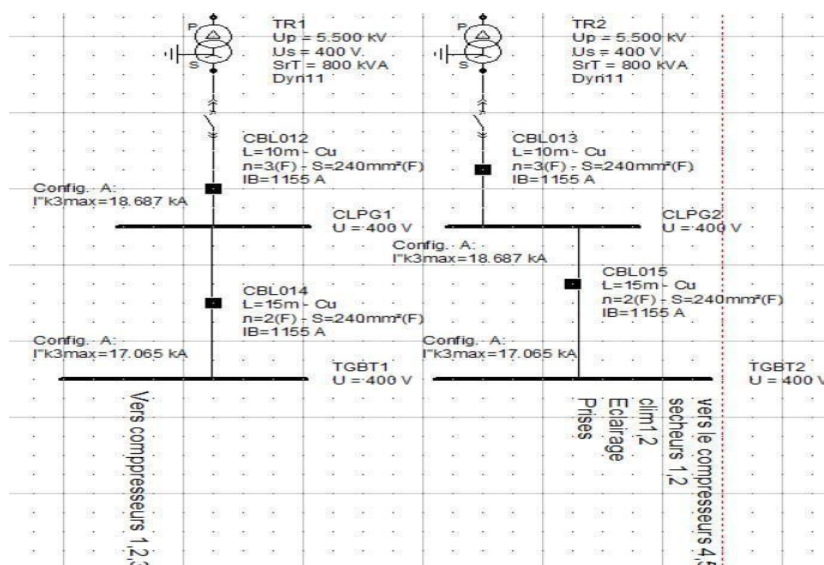 P
S
TR1
Up = 5.500 kV
Us = 400 V.
SrT = 800 kVA
Dyn11
P
S
TR2
Up = 5.500 kV
Us = 400 V.
SrT = 800 kVA
Dyn11
CBL012
L=10m - Cu
n=3(F) - S=240mm²(F)
IB=1155 A
Config. A:
I"k3max=18.687 kA
CLPG1
U = 400 V
CBL013
L=10m - Cu
n=3(F) - S=240mm²(F)
IB=1155 A
CLPG2
U = 400 V
Config. A:
I"k3max=18.687 kA
CBL014
L=15m - Cu
n=2(F) - S=240mm²(F)
IB=1155 A
Config. A:
I"k3max=17.065 kA
TGBT1
U = 400 V
CBL015
L=15m - Cu
n=2(F) - S=240mm²(F)
IB=1155 A
Config. A:
I"k3max=17.065 kA
TGBT2
U = 400 V
Vers comppresseurs 1,2,3
vers le compresseurs 4,5
secheurs 1,2
clim1,2
Eclairage
Prises